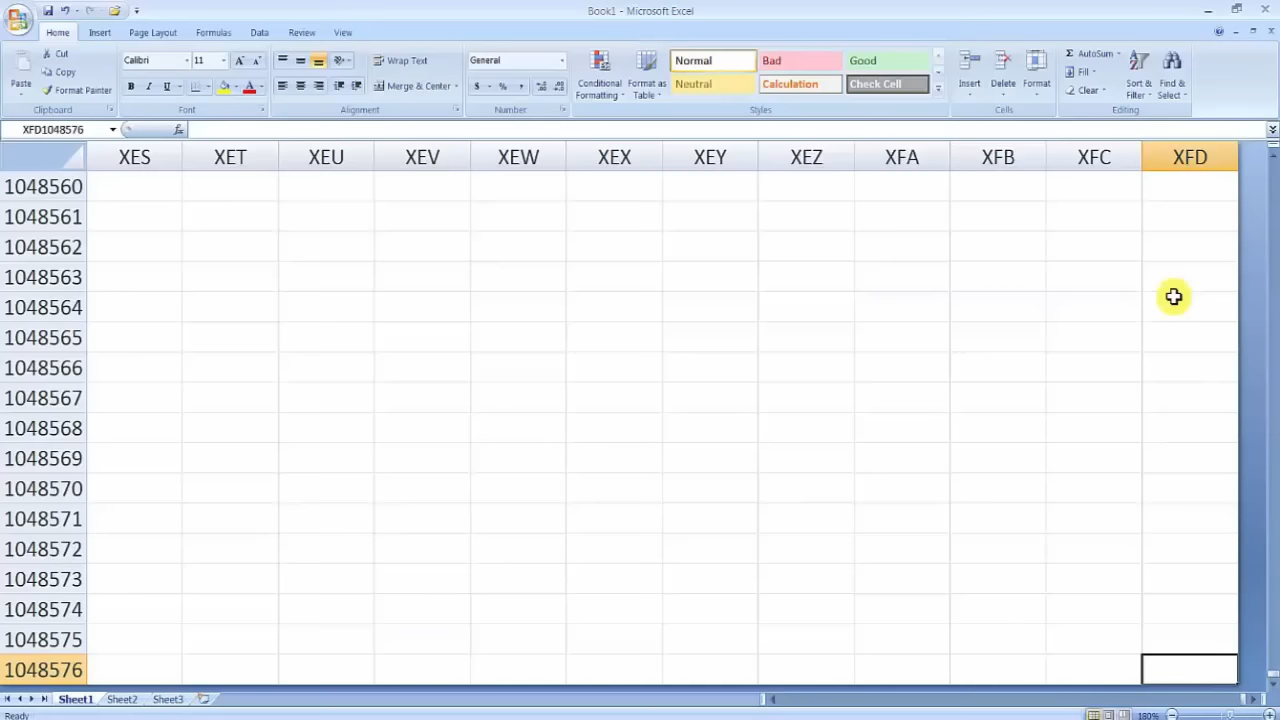 Book1 - Microsoft Excel
Home Insert Page Layout Formulas Data Review View
Paste
Cut
Copy
Format Painter
Clipboard
Calibri 11
B I U
Font
Wrap Text
Merge & Center
Alignment
General
$ % ,
Number
Conditional Formatting
Format as Table
Normal Bad Good
Neutral Calculation Check Cell
Styles
Insert Delete Format
Cells
AutoSum
Fill
Clear
Sort & Filter
Find & Select
Editing
XFD1048576 fx
XES XET XEU XEV XEW XEX XEY XEZ XFA XFB XFC XFD
1048560
1048561
1048562
1048563
1048564
1048565
1048566
1048567
1048568
1048569
1048570
1048571
1048572
1048573
1048574
1048575
1048576
Sheet1 Sheet2 Sheet3
Ready 180%